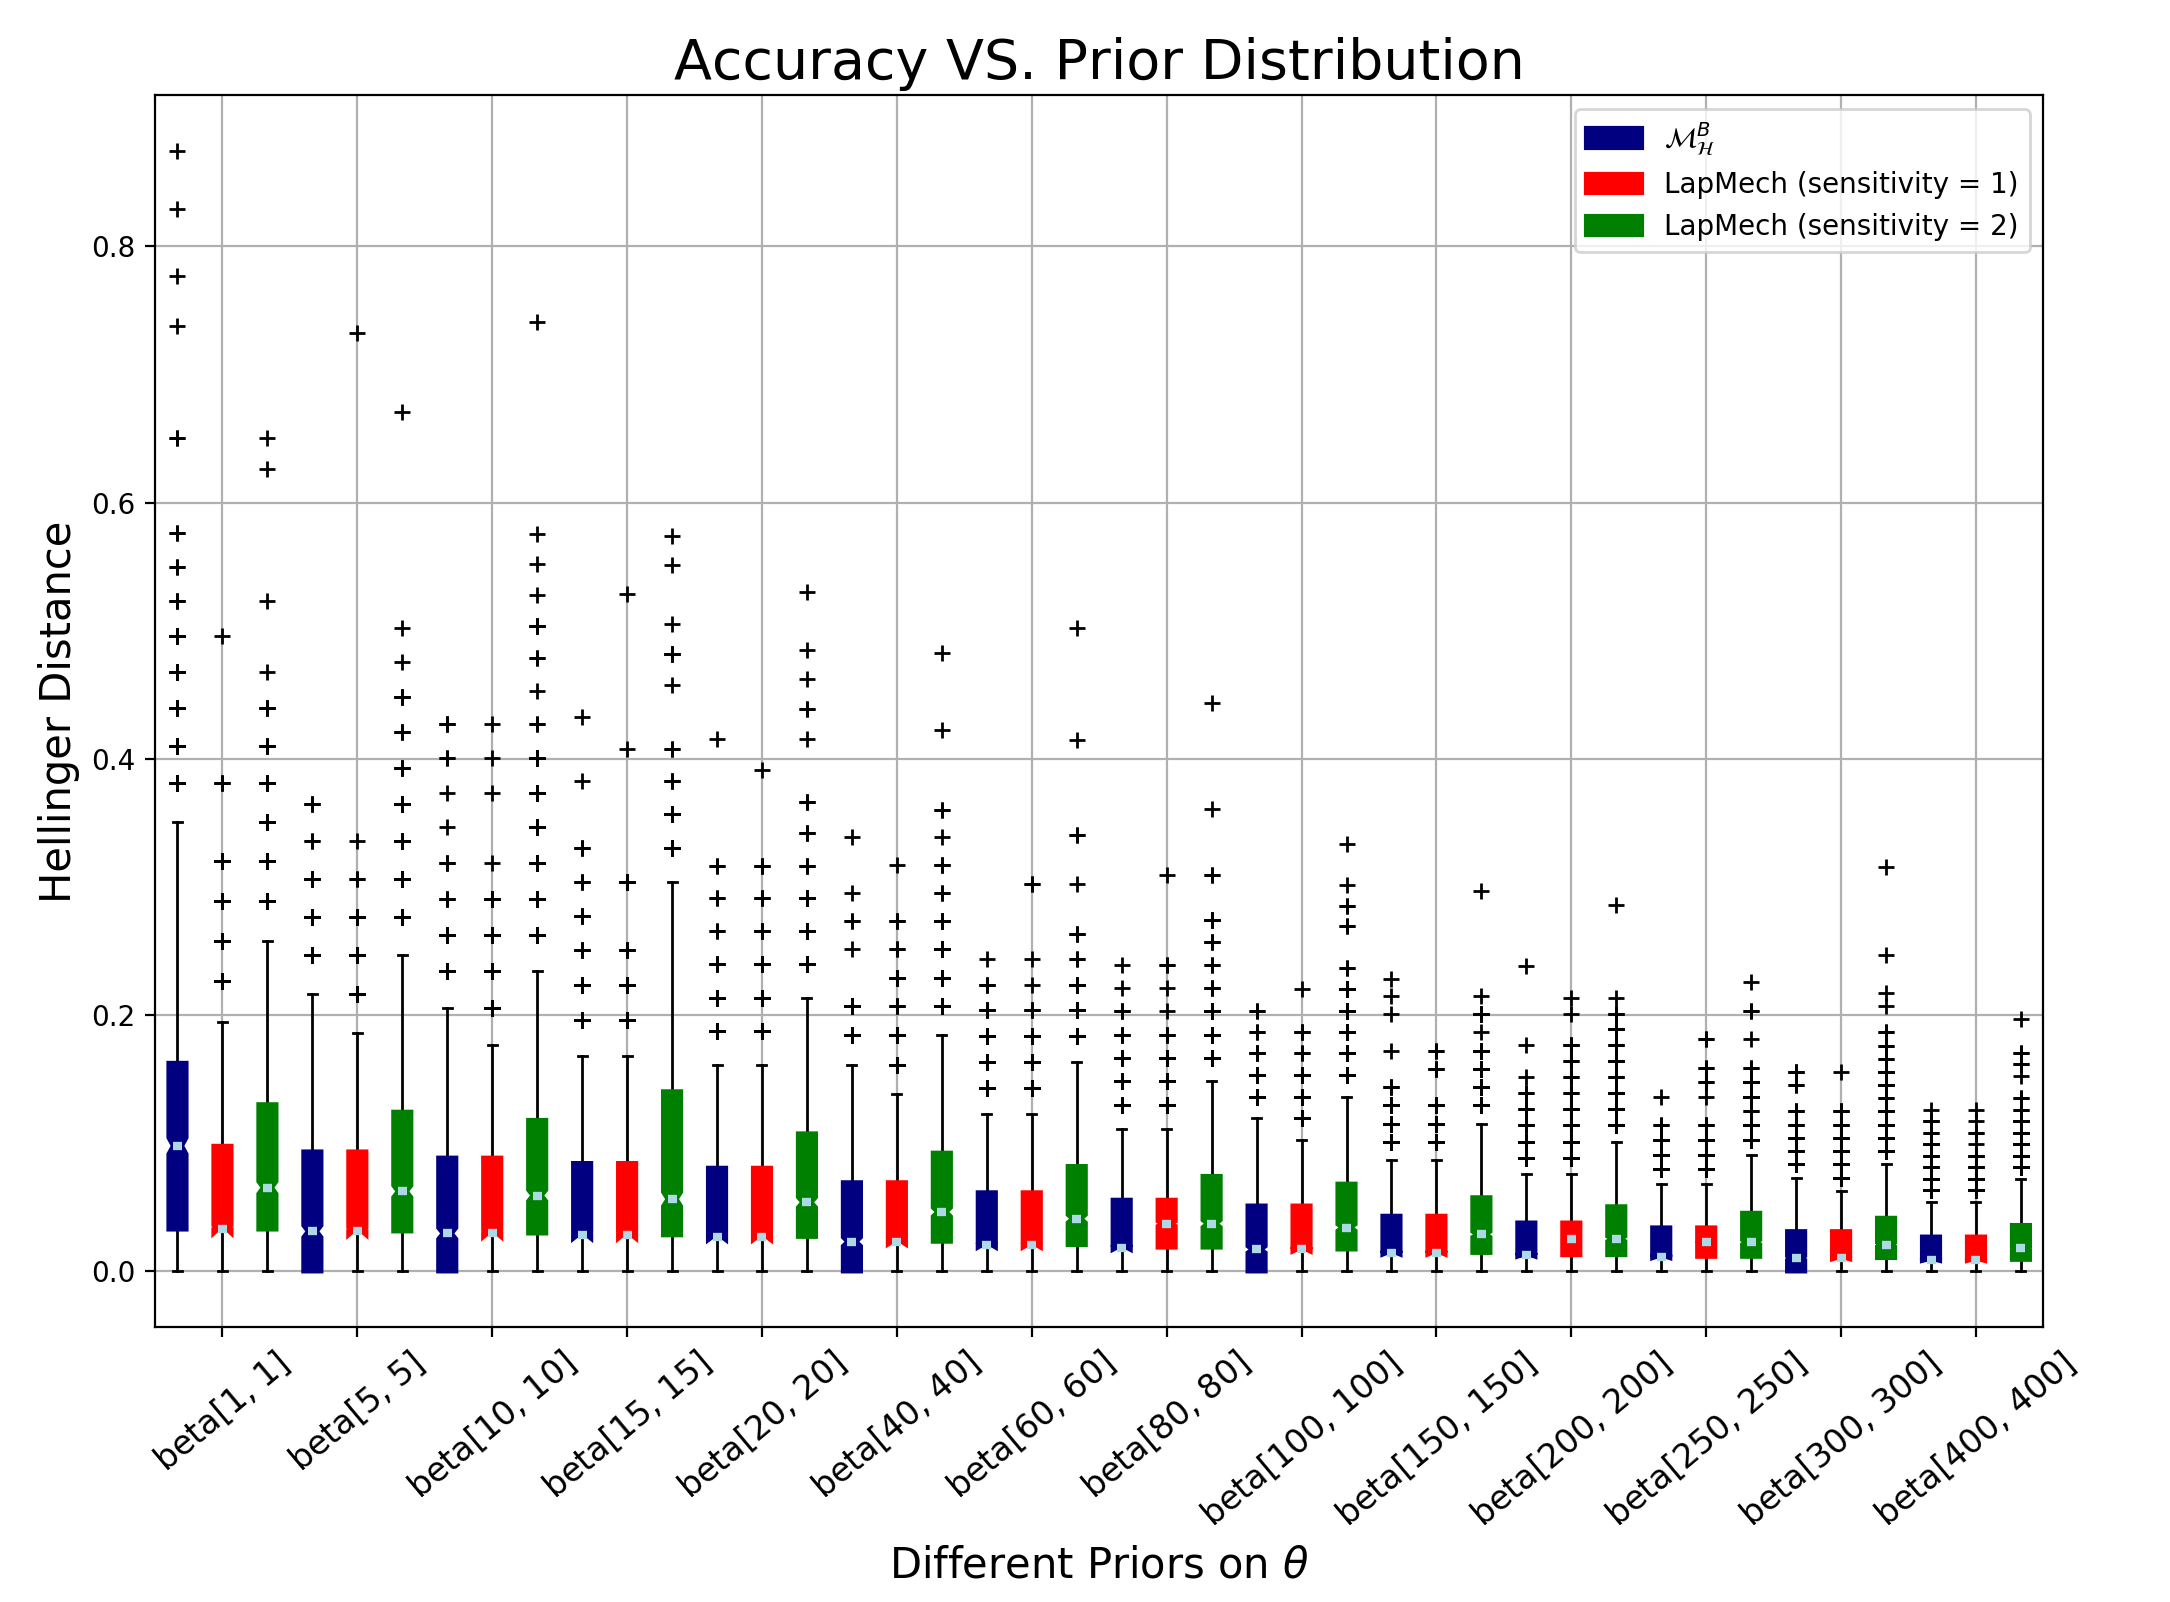 Accuracy VS. Prior Distribution
$\mathcal{M}_{\mathcal{H}}^{B}$
LapMech (sensitivity = 1)
LapMech (sensitivity = 2)
Hellinger Distance
0.8
0.6
0.4
0.2
0.0
beta[1, 1]
beta[5, 5]
beta[10, 10]
beta[15, 15]
beta[20, 20]
beta[40, 40]
beta[60, 60]
beta[80, 80]
beta[100, 100]
beta[150, 150]
beta[200, 200]
beta[250, 250]
beta[300, 300]
beta[400, 400]
Different Priors on θ